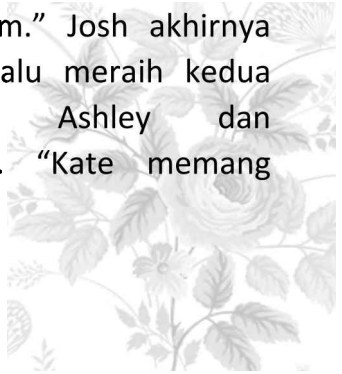 m.” Josh akhirnya
alu meraih kedua
Ashley dan
. “Kate memang